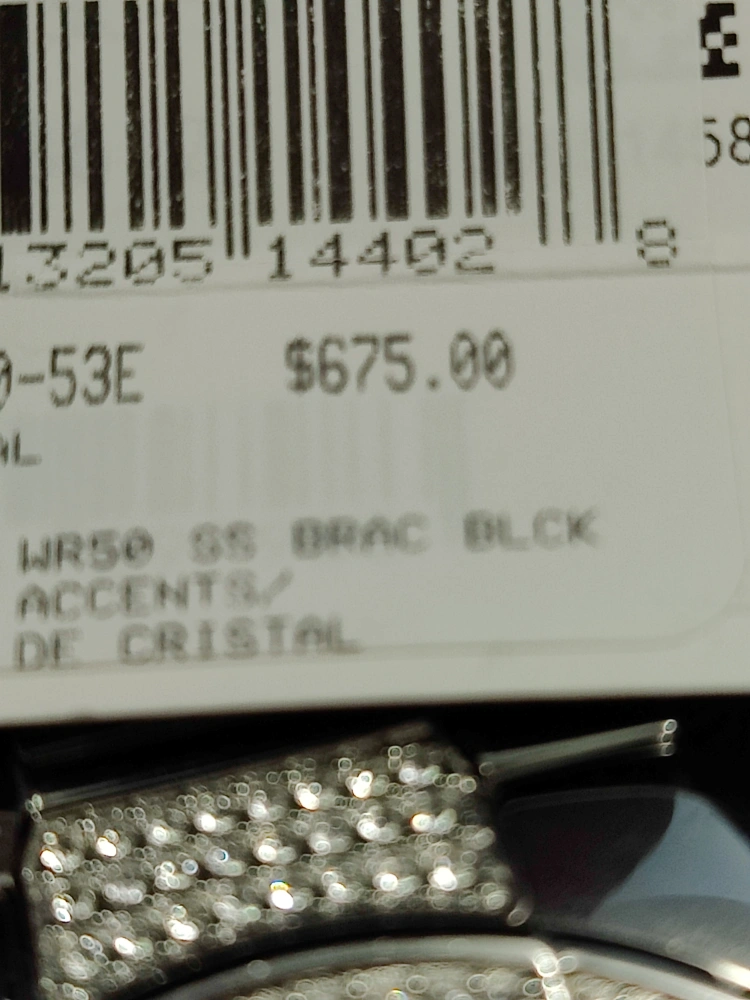 58
13205 14402 8
0-53E $675.00
AL
WR50 SS BRAC BLCK
ACCENTS/
DE CRISTAL